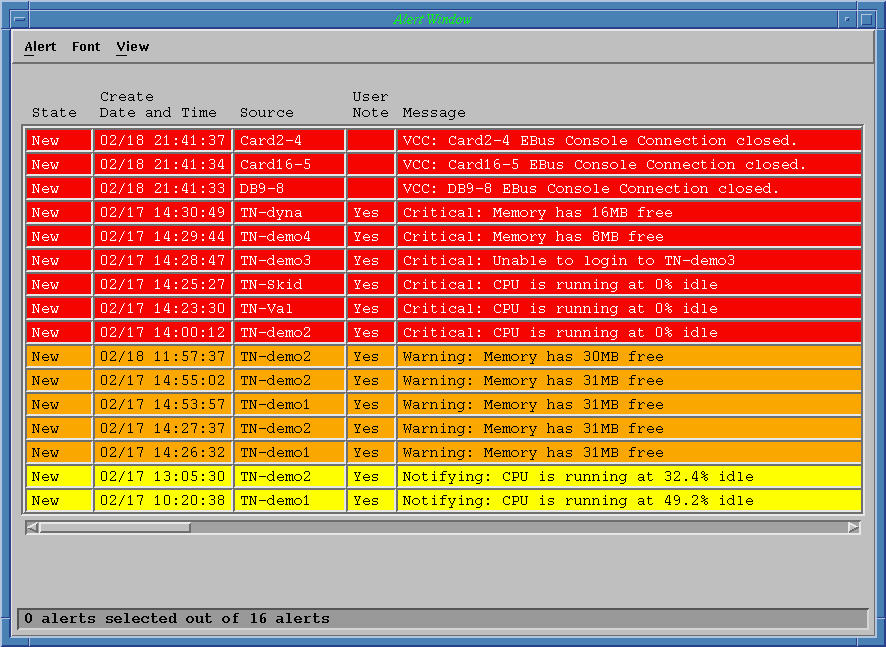 Alert Window
Alert Font View
Create User
State Date and Time Source Note Message
New 02/18 21:41:37 Card2-4 VCC: Card2-4 EBus Console Connection closed.
New 02/18 21:41:34 Card16-5 VCC: Card16-5 EBus Console Connection closed.
New 02/18 21:41:33 DB9-8 VCC: DB9-8 EBus Console Connection closed.
New 02/17 14:30:49 TN-dyna Yes Critical: Memory has 16MB free
New 02/17 14:29:44 TN-demo4 Yes Critical: Memory has 8MB free
New 02/17 14:28:47 TN-demo3 Yes Critical: Unable to login to TN-demo3
New 02/17 14:25:27 TN-Skid Yes Critical: CPU is running at 0% idle
New 02/17 14:23:30 TN-Val Yes Critical: CPU is running at 0% idle
New 02/17 14:00:12 TN-demo2 Yes Critical: CPU is running at 0% idle
New 02/18 11:57:37 TN-demo2 Yes Warning: Memory has 30MB free
New 02/17 14:55:02 TN-demo2 Yes Warning: Memory has 31MB free
New 02/17 14:53:57 TN-demo1 Yes Warning: Memory has 31MB free
New 02/17 14:27:37 TN-demo2 Yes Warning: Memory has 31MB free
New 02/17 14:26:32 TN-demo1 Yes Warning: Memory has 31MB free
New 02/17 13:05:30 TN-demo2 Yes Notifying: CPU is running at 32.4% idle
New 02/17 10:20:38 TN-demo1 Yes Notifying: CPU is running at 49.2% idle
0 alerts selected out of 16 alerts